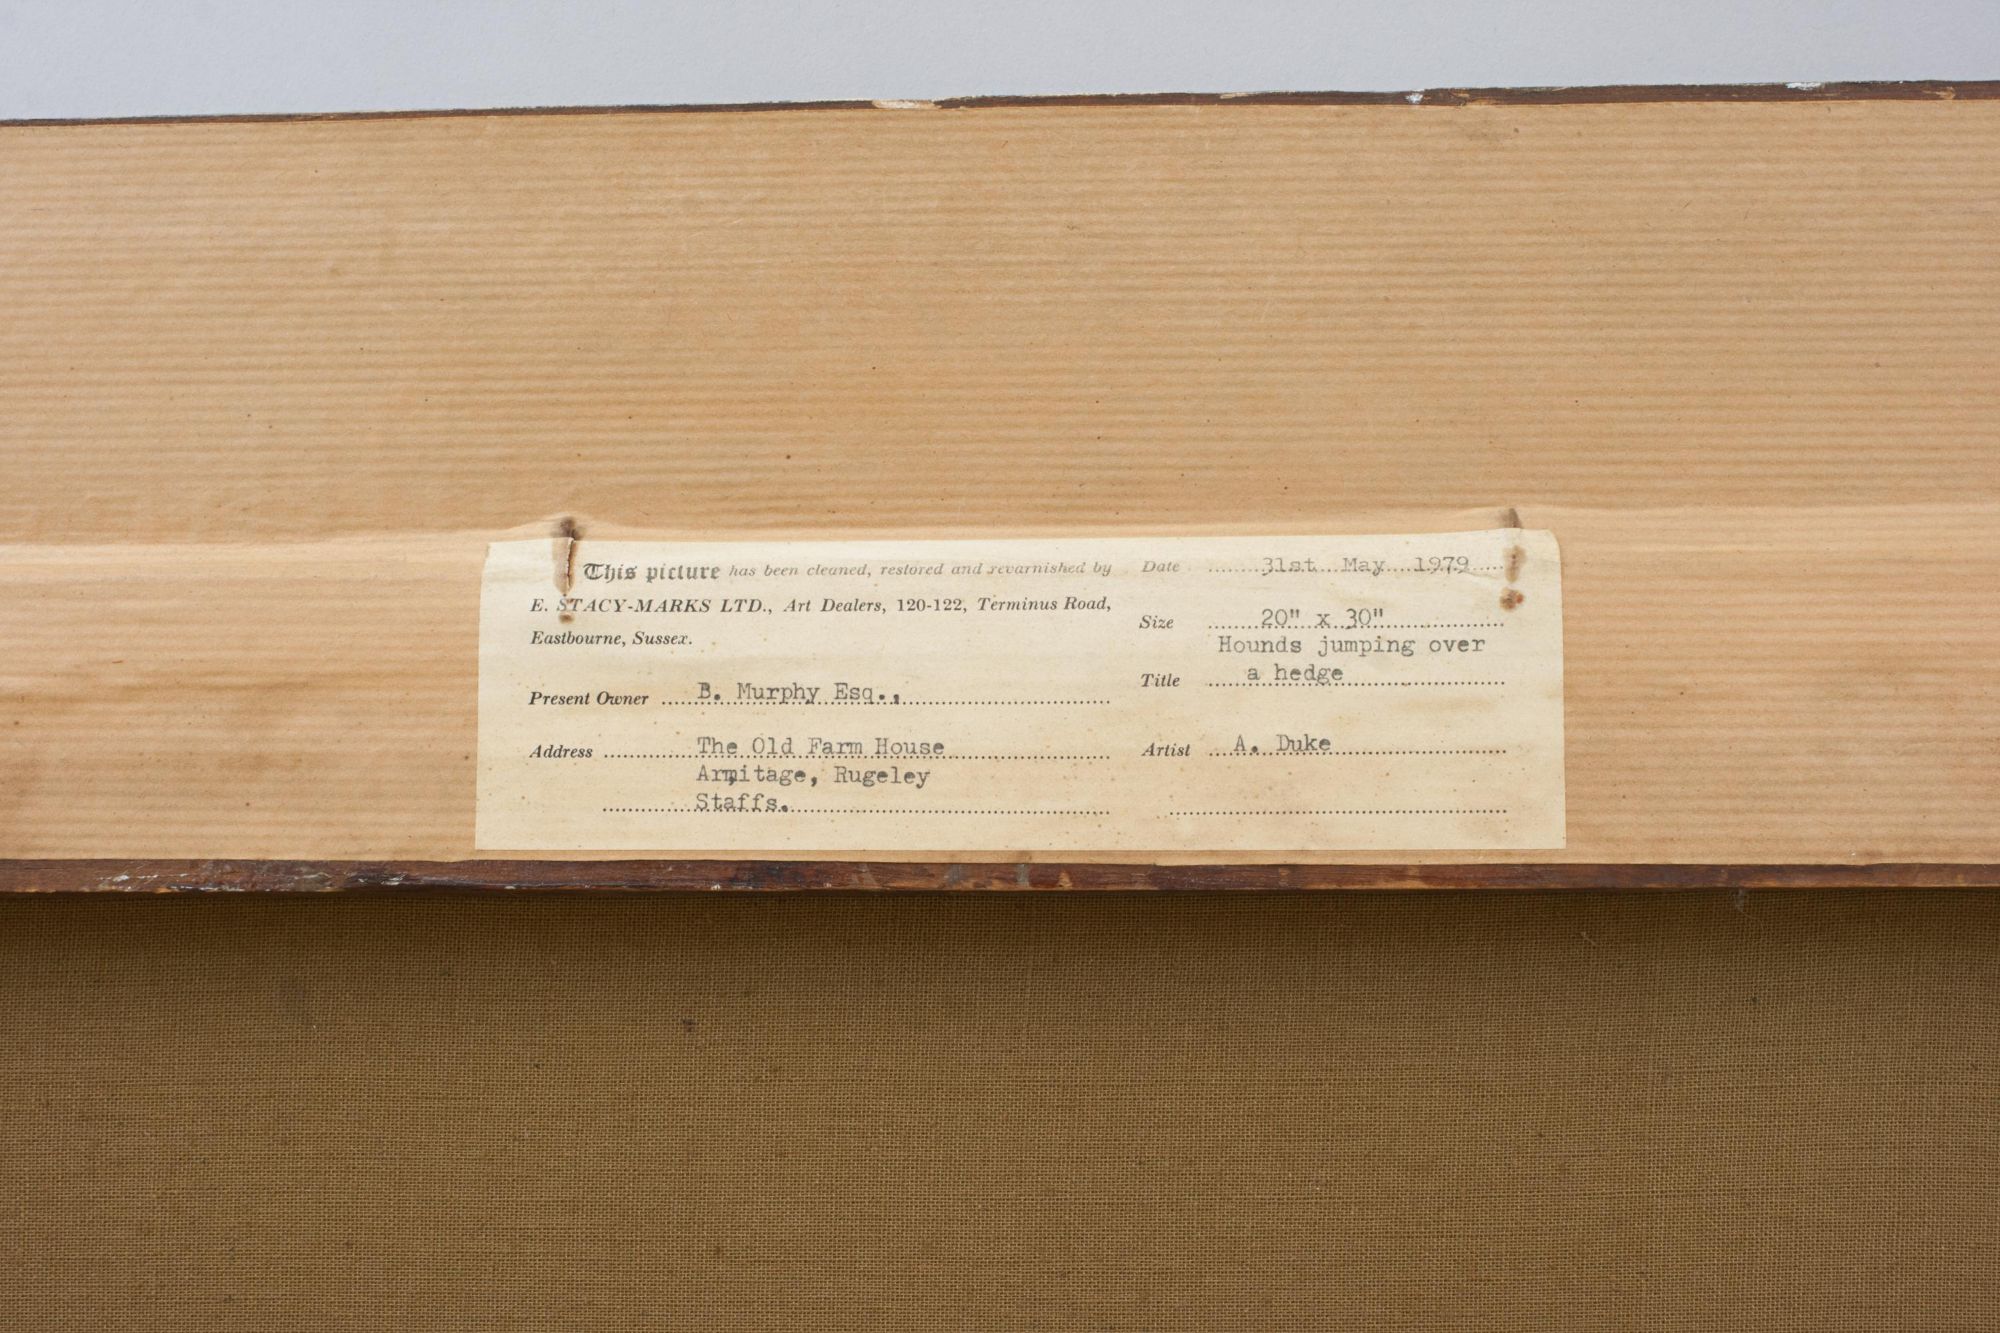 This picture has been cleaned, restored and revarnished by
E. STACY-MARKS LTD., Art Dealers, 120-122, Terminus Road,
Eastbourne, Sussex.
Present Owner B. Murphy Esq.,
Address The Old Farm House
Armitage, Rugeley
Staffs.
Date 31st May 1979
Size 20" x 30"
Hounds jumping over
Title a hedge
Artist A. Duke